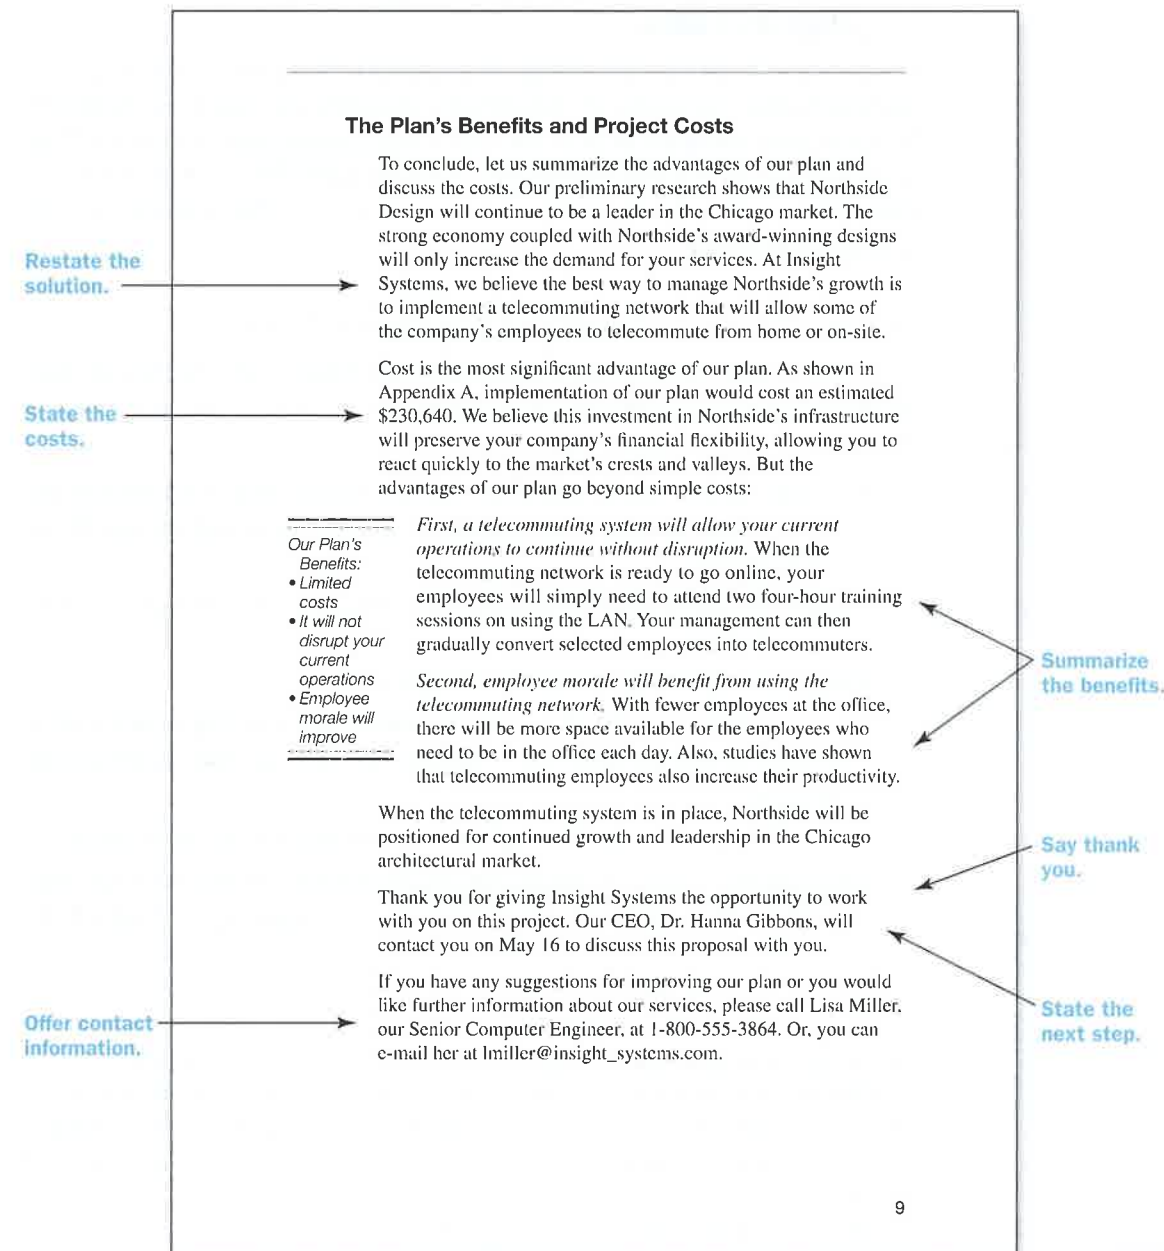 The Plan's Benefits and Project Costs
To conclude, let us summarize the advantages of our plan and
discuss the costs. Our preliminary research shows that Northside
Design will continue to be a leader in the Chicago market. The
strong economy coupled with Northside's award-winning designs
will only increase the demand for your services. At Insight
Systems, we believe the best way to manage Northside's growth is
to implement a telecommuting network that will allow some of
the company's employees to telecommute from home or on-site.
Restate the
solution.
Cost is the most significant advantage of our plan. As shown in
Appendix A, implementation of our plan would cost an estimated
$230,640. We believe this investment in Northside's infrastructure
will preserve your company's financial flexibility, allowing you to
react quickly to the market's crests and valleys. But the
advantages of our plan go beyond simple costs:
State the
costs.
Our Plan's
Benefits:
• Limited
costs
• It will not
disrupt your
current
operations
• Employee
morale will
improve
First, a telecommuting system will allow your current
operations to continue without disruption. When the
telecommuting network is ready to go online, your
employees will simply need to attend two four-hour training
sessions on using the LAN. Your management can then
gradually convert selected employees into telecommuters.
Second, employee morale will benefit from using the
telecommuting network. With fewer employees at the office,
there will be more space available for the employees who
need to be in the office each day. Also, studies have shown
that telecommuting employees also increase their productivity.
Summarize
the benefits.
When the telecommuting system is in place, Northside will be
positioned for continued growth and leadership in the Chicago
architectural market.
Say thank
you.
Thank you for giving Insight Systems the opportunity to work
with you on this project. Our CEO, Dr. Hanna Gibbons, will
contact you on May 16 to discuss this proposal with you.
State the
next step.
If you have any suggestions for improving our plan or you would
like further information about our services, please call Lisa Miller,
our Senior Computer Engineer, at 1-800-555-3864. Or, you can
e-mail her at lmiller@insight_systems.com.
Offer contact
information.
9